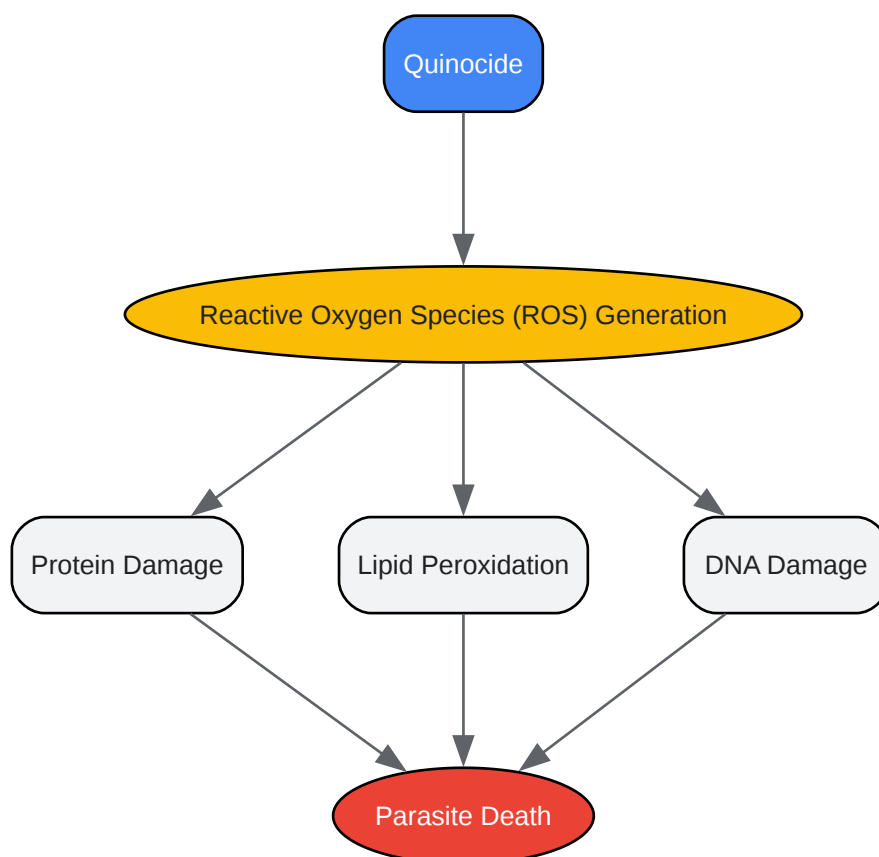 Quinocide
Reactive Oxygen Species (ROS) Generation
Protein Damage
Lipid Peroxidation
DNA Damage
Parasite Death